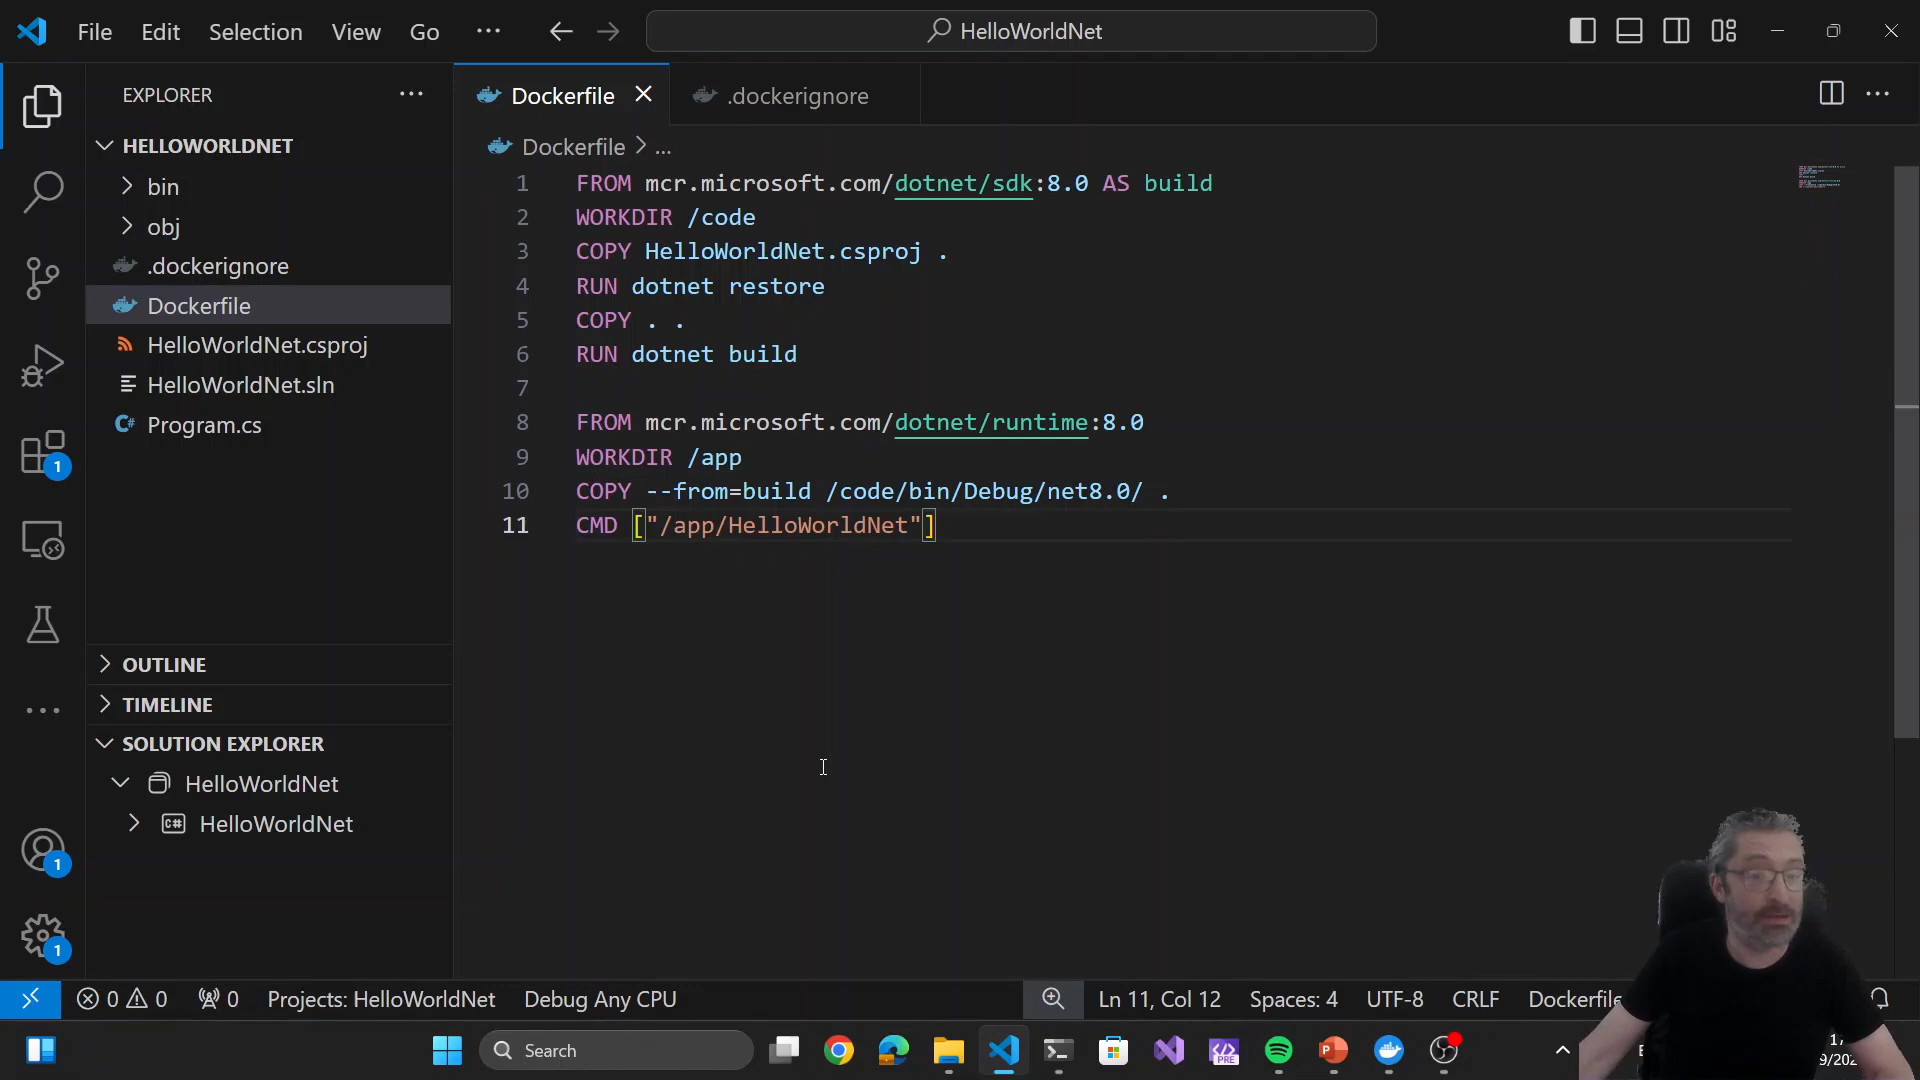 File Edit Selection View Go ··· HelloWorldNet
EXPLORER ···
HELLOWORLDNET
bin
obj
.dockerignore
Dockerfile
HelloWorldNet.csproj
HelloWorldNet.sln
Program.cs
OUTLINE
TIMELINE
SOLUTION EXPLORER
HelloWorldNet
HelloWorldNet
1
1
1
Dockerfile .dockerignore
Dockerfile > ...
1 FROM mcr.microsoft.com/dotnet/sdk:8.0 AS build
2 WORKDIR /code
3 COPY HelloWorldNet.csproj .
4 RUN dotnet restore
5 COPY . .
6 RUN dotnet build
7
8 FROM mcr.microsoft.com/dotnet/runtime:8.0
9 WORKDIR /app
10 COPY --from=build /code/bin/Debug/net8.0/ .
11 CMD ["/app/HelloWorldNet"]
0 0 0 Projects: HelloWorldNet Debug Any CPU Ln 11, Col 12 Spaces: 4 UTF-8 CRLF Dockerfile
Search PRE